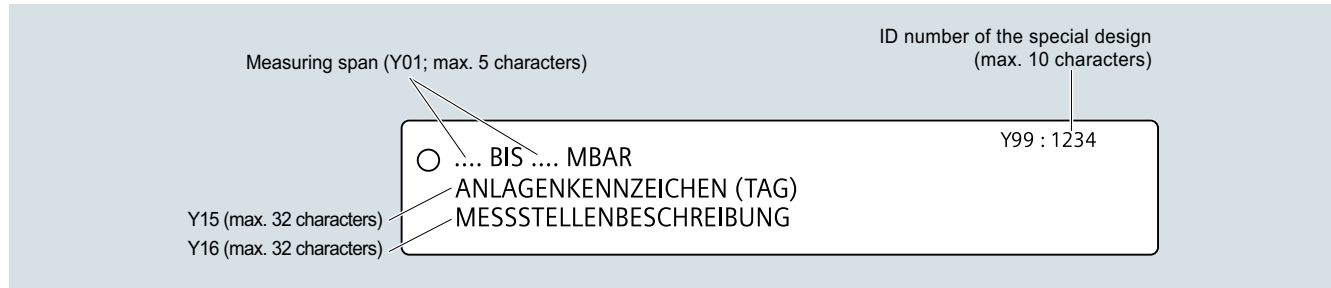 ID number of the special design
(max. 10 characters)
Measuring span (Y01; max. 5 characters)
Y99 : 1234
.... BIS .... MBAR
ANLAGENKENNZEICHEN (TAG)
MESSSTELLENBESCHREIBUNG
Y15 (max. 32 characters)
Y16 (max. 32 characters)